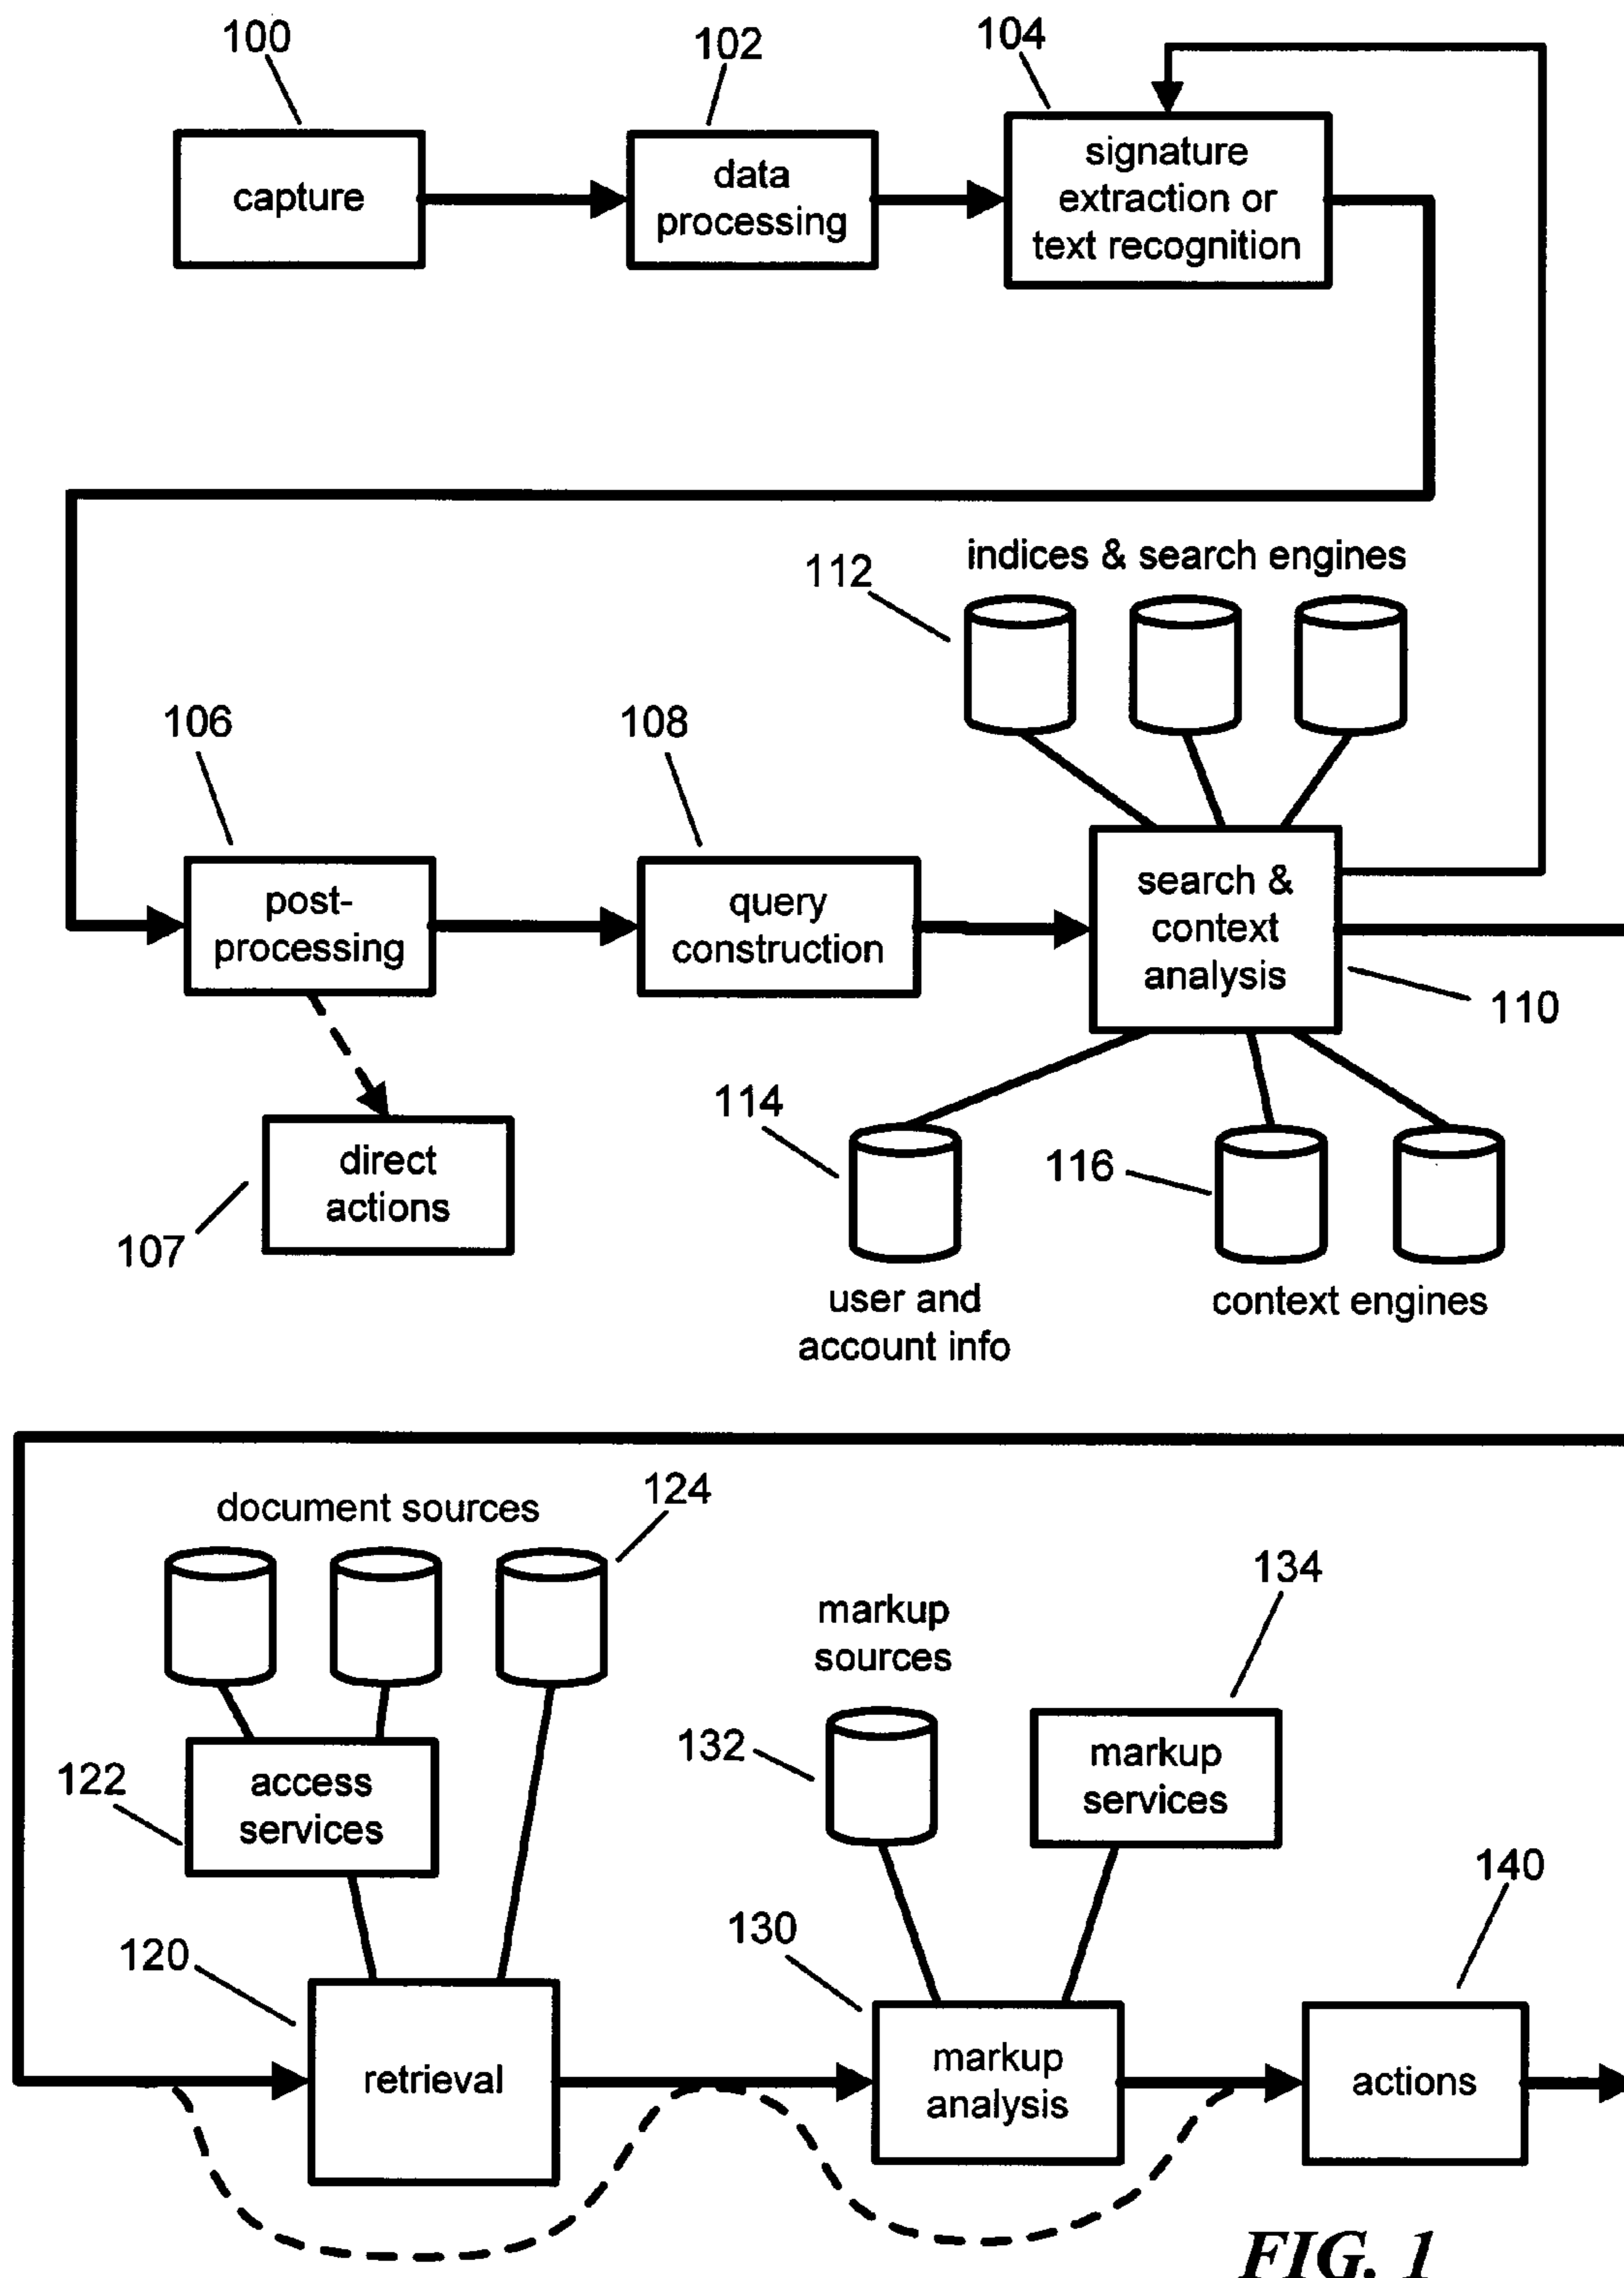 100
102
104
capture
data
processing
signature
extraction or
text recognition
112
indices & search engines
106
108
post-
processing
query
construction
search &
context
analysis
110
114
116
direct
actions
107
user and
account info
context engines
document sources
124
134
markup
sources
122
access
services
132
markup
services
140
120
130
retrieval
markup
analysis
actions
FIG. 1